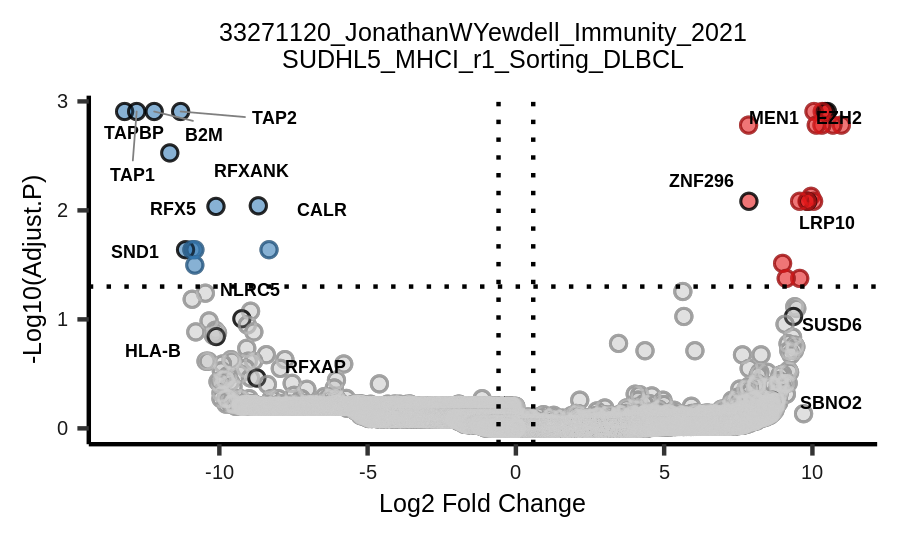 33271120_JonathanWYewdell_Immunity_2021
SUDHL5_MHCI_r1_Sorting_DLBCL
-Log10(Adjust.P)
3
2
1
0
TAPBP
B2M
TAP2
TAP1
RFXANK
RFX5
CALR
SND1
NLRC5
HLA-B
RFXAP
MEN1
EZH2
ZNF296
LRP10
SUSD6
SBNO2
-10
-5
0
5
10
Log2 Fold Change